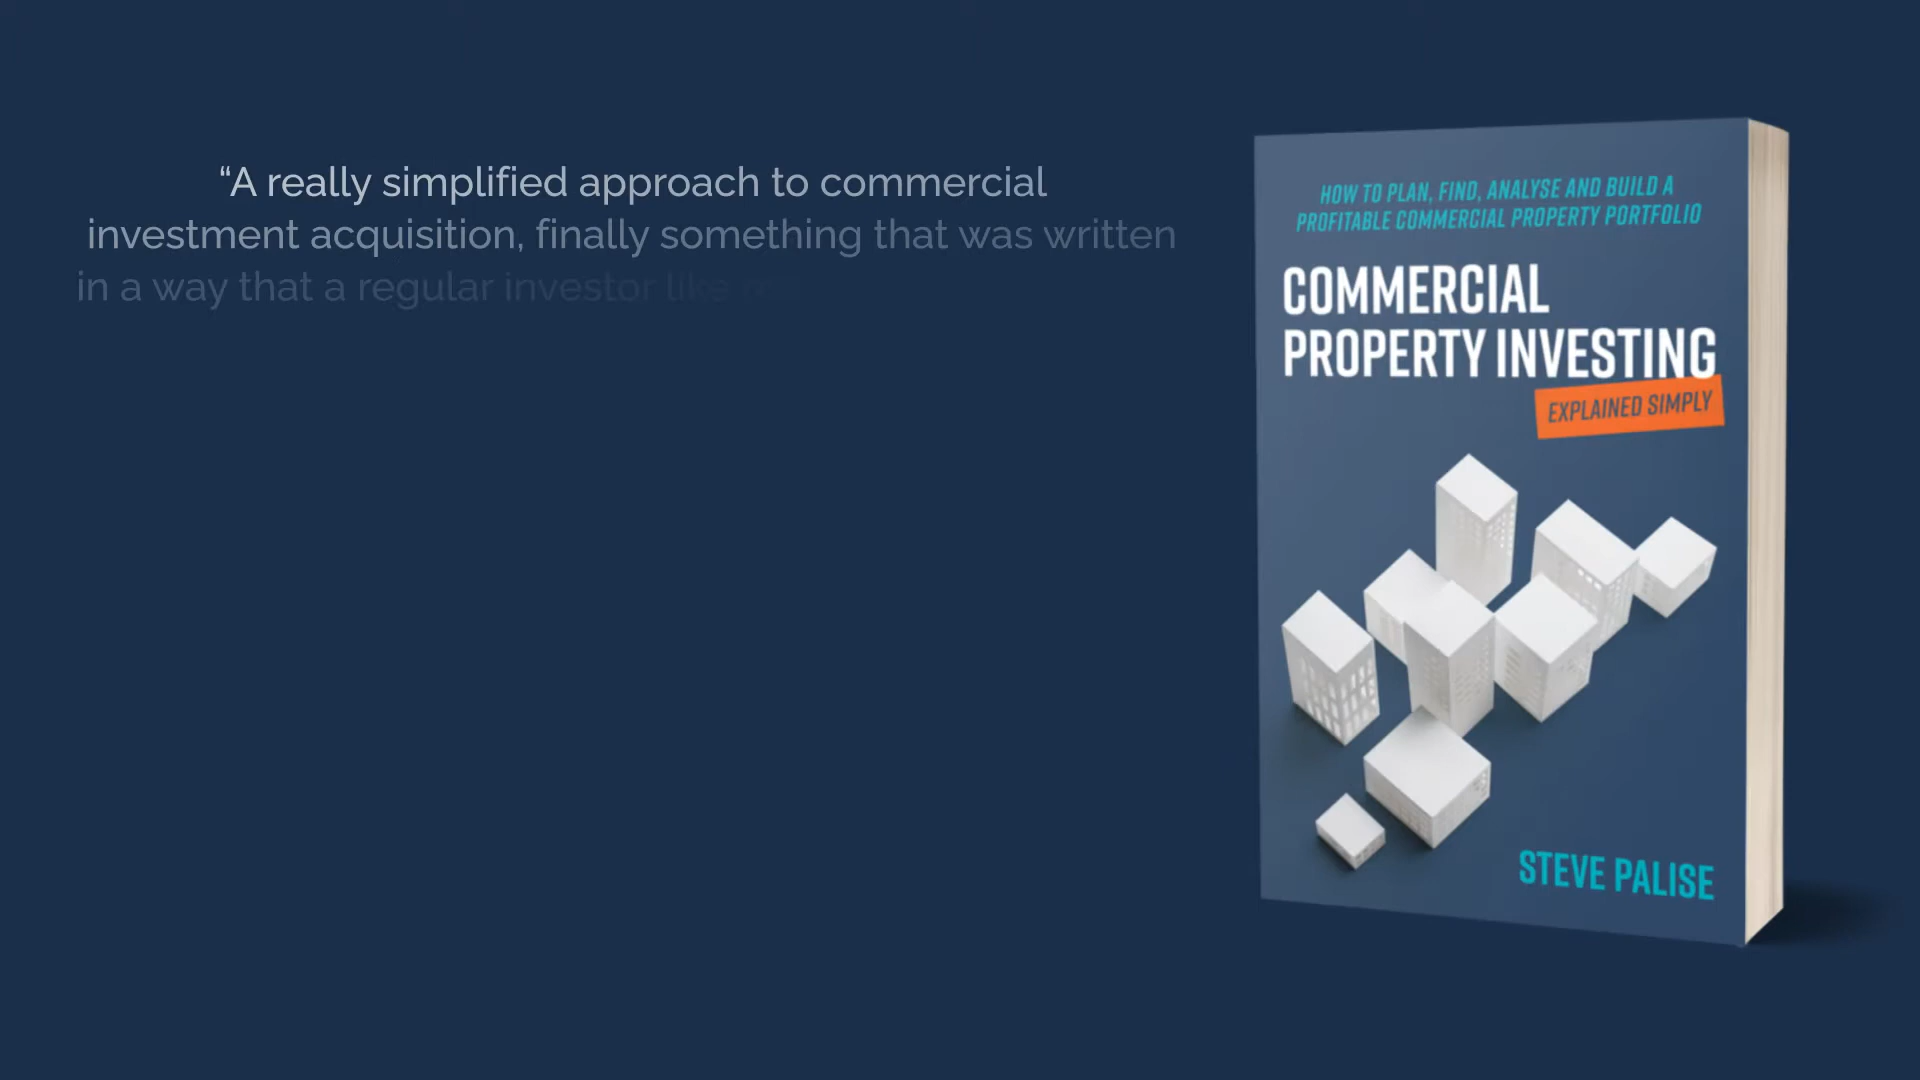 “A really simplified approach to commercial
investment acquisition, finally something that was written
in a way that a regular investor like
HOW TO PLAN, FIND, ANALYSE AND BUILD A
PROFITABLE COMMERCIAL PROPERTY PORTFOLIO
COMMERCIAL
PROPERTY INVESTING
EXPLAINED SIMPLY
STEVE PALISE